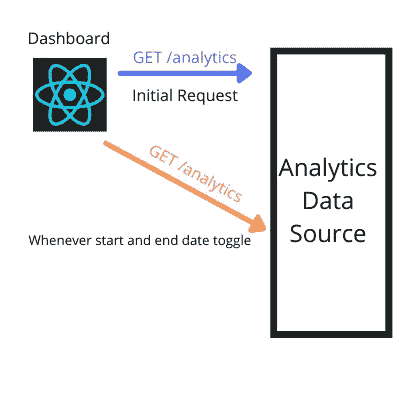 Dashboard
GET /analytics
Initial Request
GET /analytics
Whenever start and end date toggle
Analytics
Data
Source